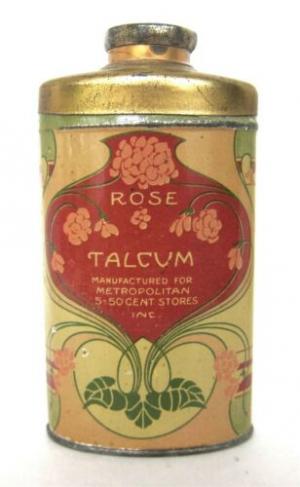 ROSE
TALCUM
MANUFACTURED FOR
METROPOLITAN
5-50 CENT STORES
INC.